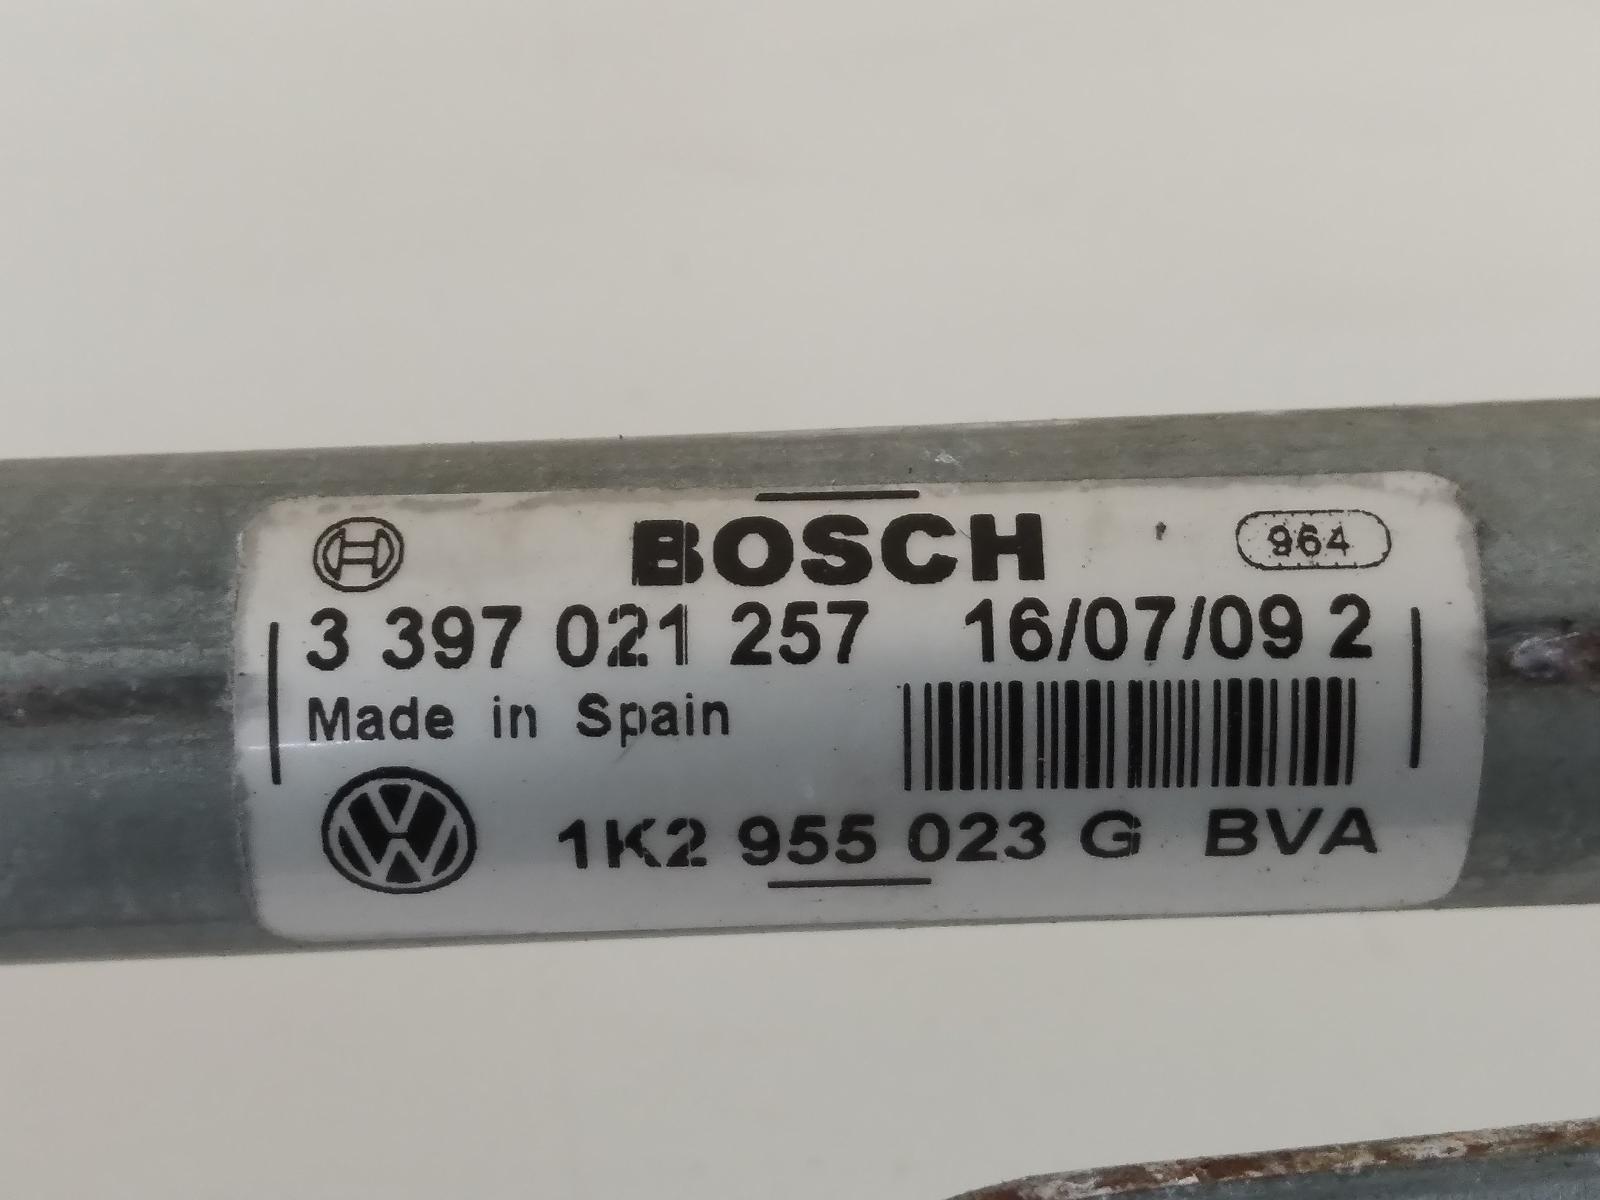 BOSCH 964
3 397 021 257 16/07/09 2
Made in Spain
1K2 955 023 G BVA